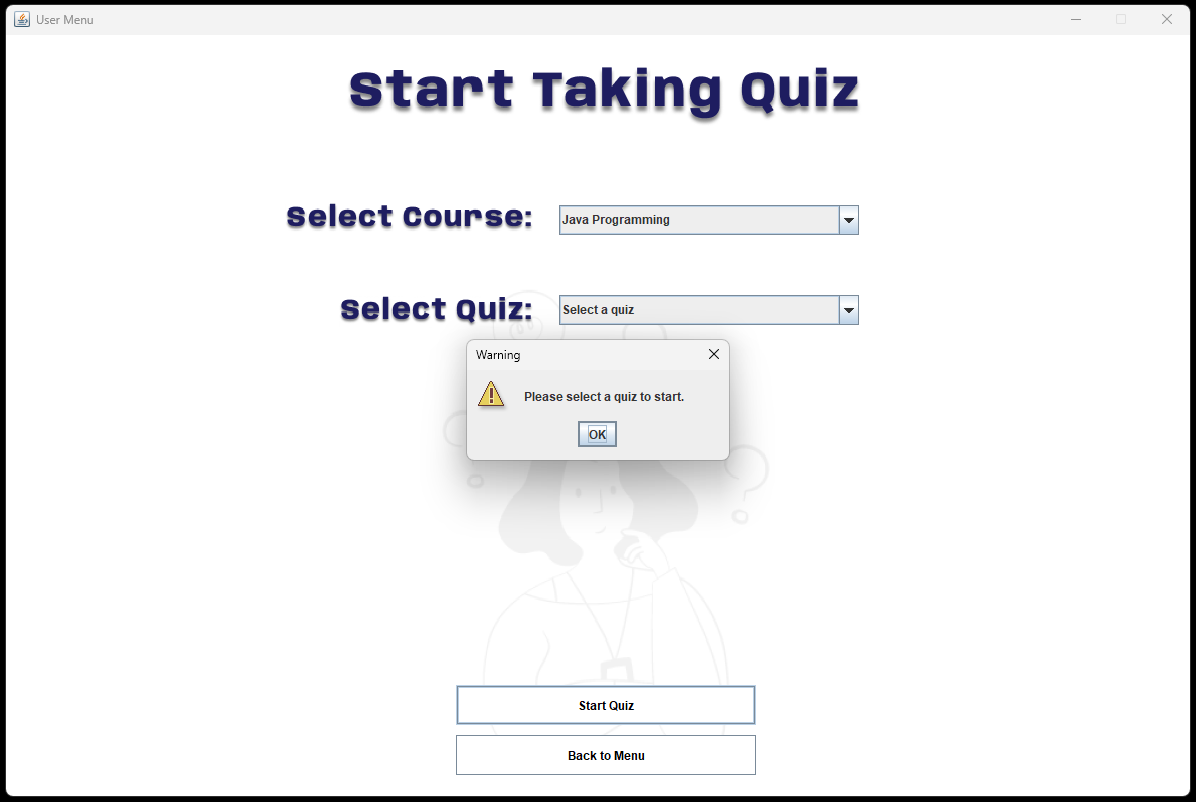 User Menu
Start Taking Quiz
Select Course:
Java Programming
Select Quiz:
Select a quiz
Warning
Please select a quiz to start.
OK
Start Quiz
Back to Menu